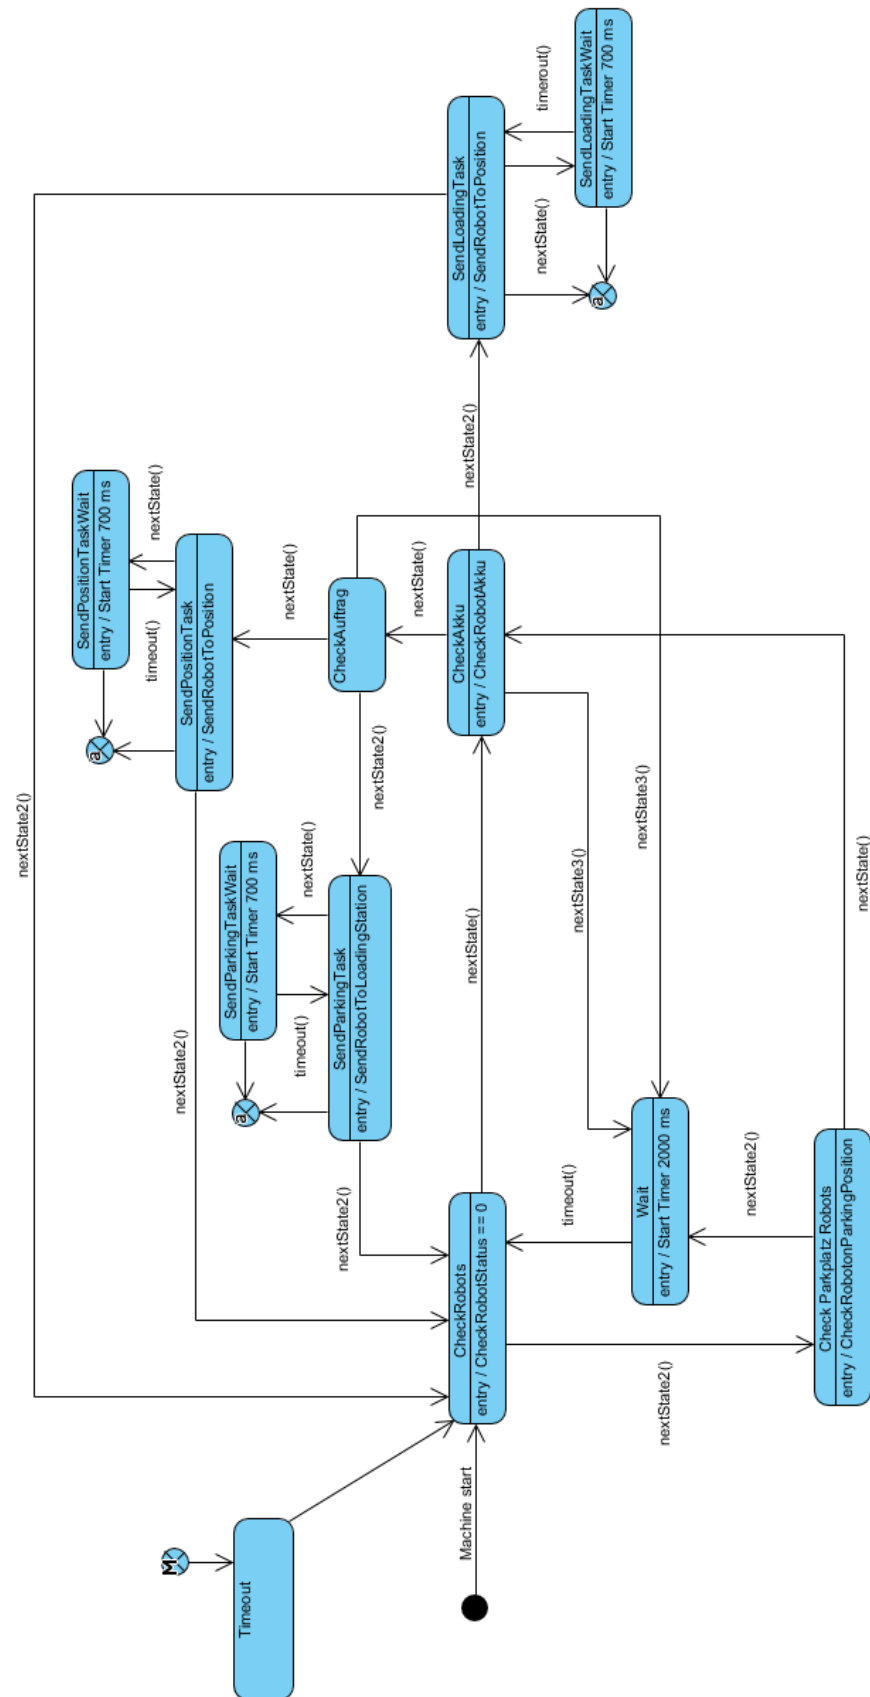 nextState2()
SendPositionTaskWait
entry / Start Timer 700 ms
nextState()
timeout()
SendPositionTask
entry / SendRobotToPosition
a
nextState2()
nextState()
SendParkingTaskWait
entry / Start Timer 700 ms
nextState()
timeout()
SendParkingTask
entry / SendRobotToLoadingStation
a
nextState2()
nextState2()
CheckAuftrag
nextState()
M
Timeout
Machine start
CheckRobots
entry / CheckRobotStatus == 0
nextState()
CheckAkku
entry / CheckRobotAkku
nextState2()
SendLoadingTask
entry / SendRobotToPosition
nextState()
timerout()
a
SendLoadingTaskWait
entry / Start Timer 700 ms
timeout()
nextState3()
nextState3()
Wait
entry / Start Timer 2000 ms
nextState2()
nextState2()
Check Parkplatz Robots
entry / CheckRobotonParkingPosition
nextState()